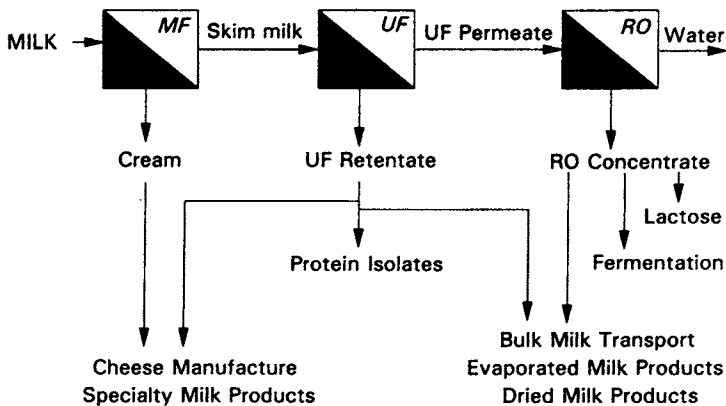 MILK
MF
Skim milk
UF
UF Permeate
RO
Water
Cream
UF Retentate
RO Concentrate
Lactose
Protein Isolates
Fermentation
Cheese Manufacture
Specialty Milk Products
Bulk Milk Transport
Evaporated Milk Products
Dried Milk Products